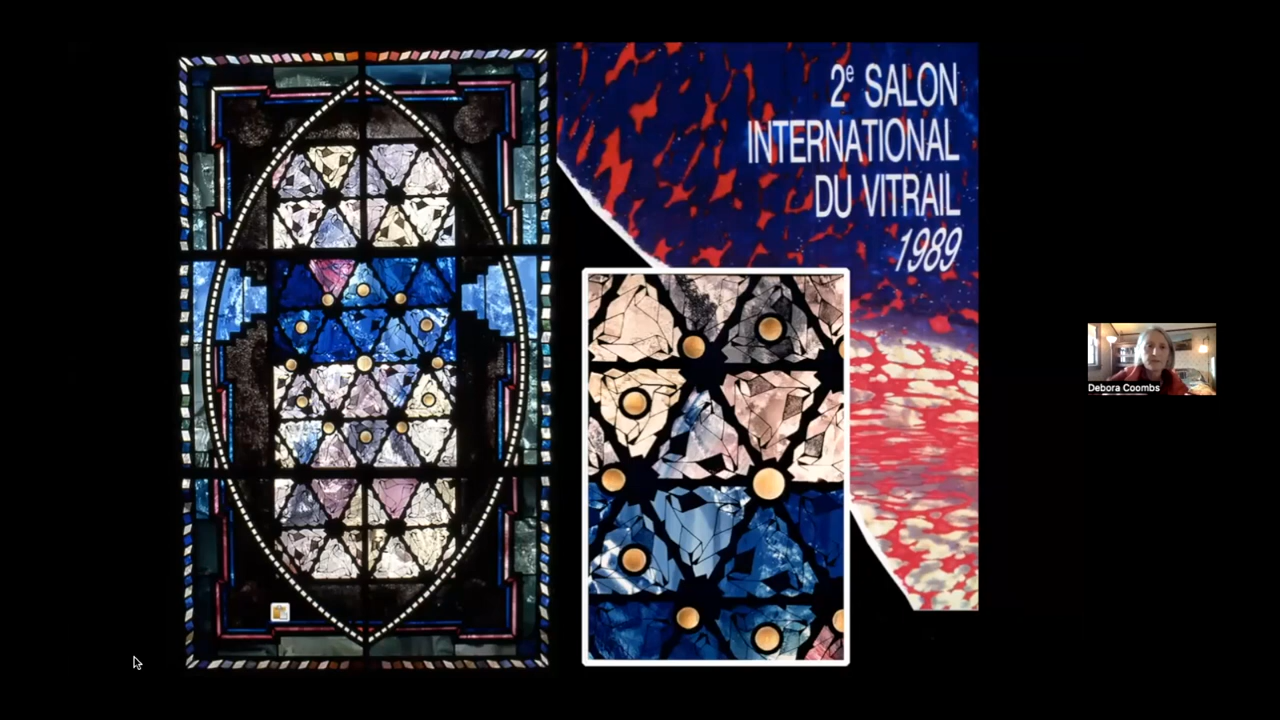 2e SALON
INTERNATIONAL
DU VITRAIL
1989
Debora Coombs